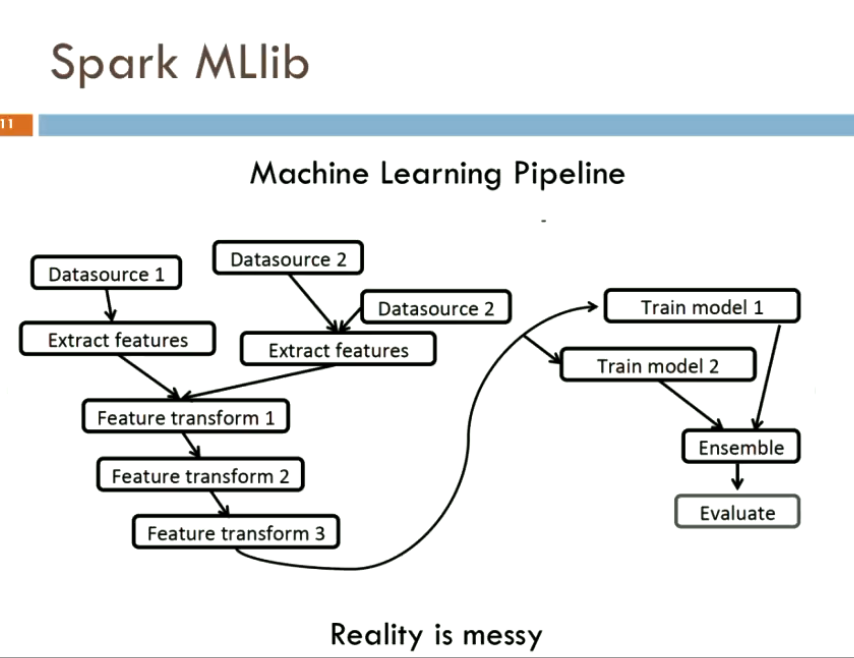 Spark MLlib
11
Machine Learning Pipeline
Datasource 1
Datasource 2
Datasource 2
Extract features
Extract features
Feature transform 1
Feature transform 2
Feature transform 3
Train model 1
Train model 2
Ensemble
Evaluate
Reality is messy